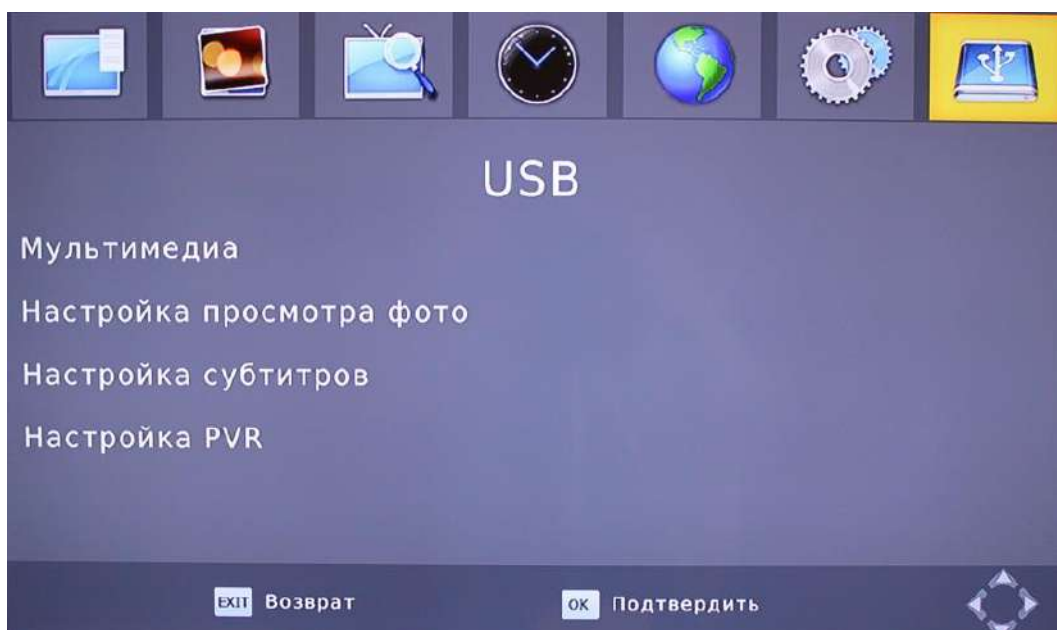 USB
Мультимедиа
Настройка просмотра фото
Настройка субтитров
Настройка PVR
EXIT Возврат
OK Подтвердить